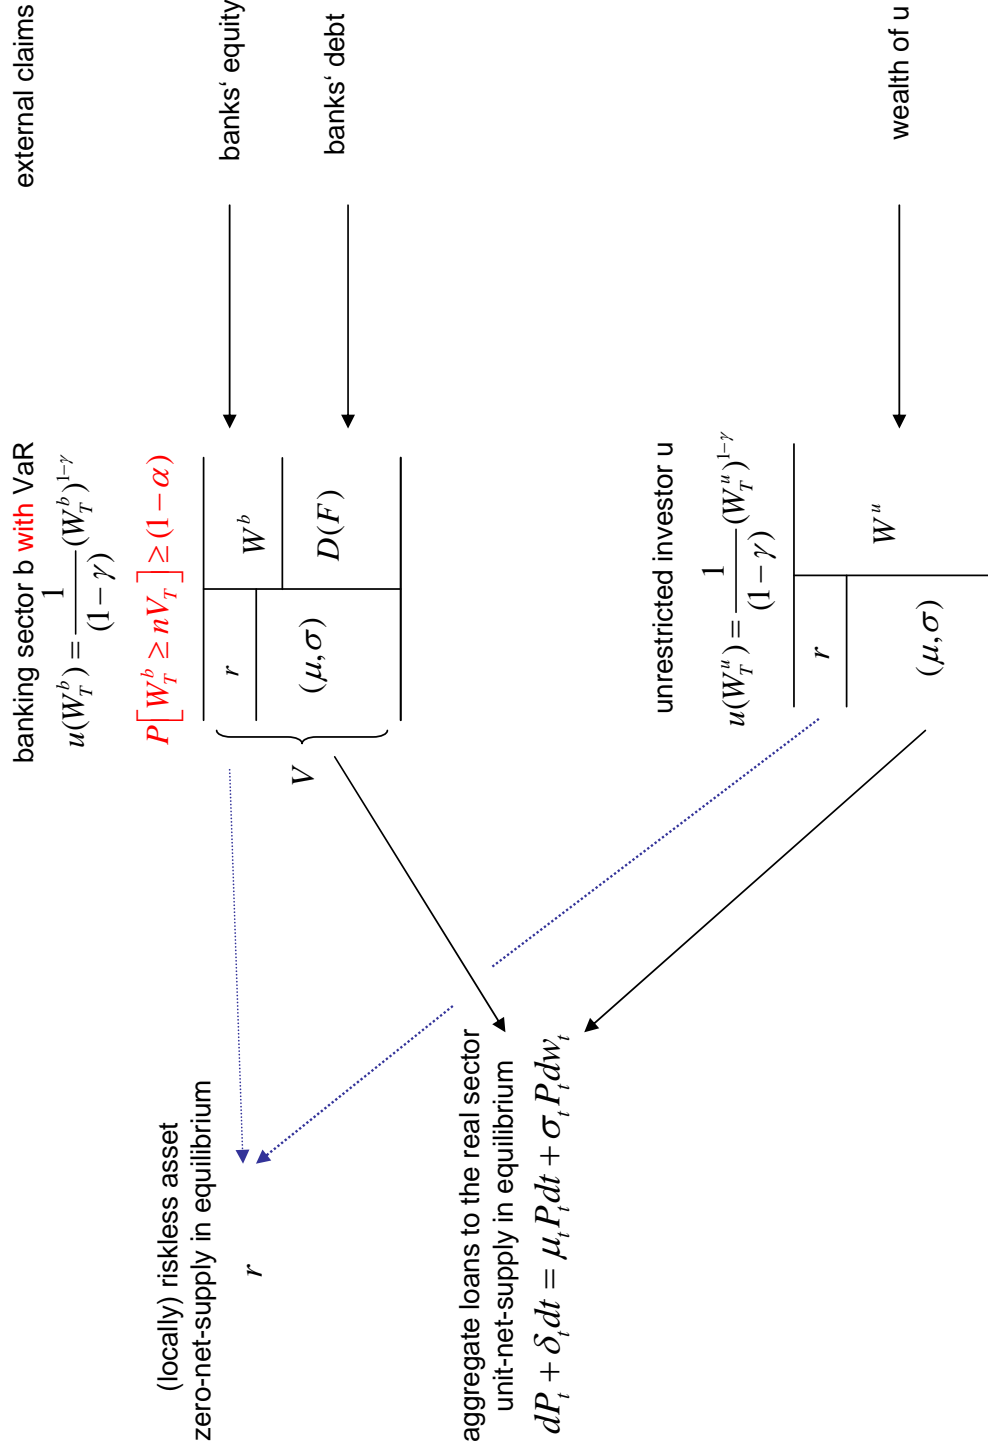 external claims
banks‘ equity
banks‘ debt
wealth of u
banking sector b with VaR
u(W_T^b) = \frac{1}{(1-γ)}(W_T^b)^{1-γ}
P[W_T^b ≥ nV_T] ≥ (1-α)
r
W^b
(μ,σ)
D(F)
V
unrestricted investor u
u(W_T^u) = \frac{1}{(1-γ)}(W_T^u)^{1-γ}
r
W^u
(μ,σ)
(locally) riskless asset
zero-net-supply in equilibrium
r
aggregate loans to the real sector
unit-net-supply in equilibrium
dP_t + δ_t dt = μ_t P_t dt + σ_t P_t dw_t